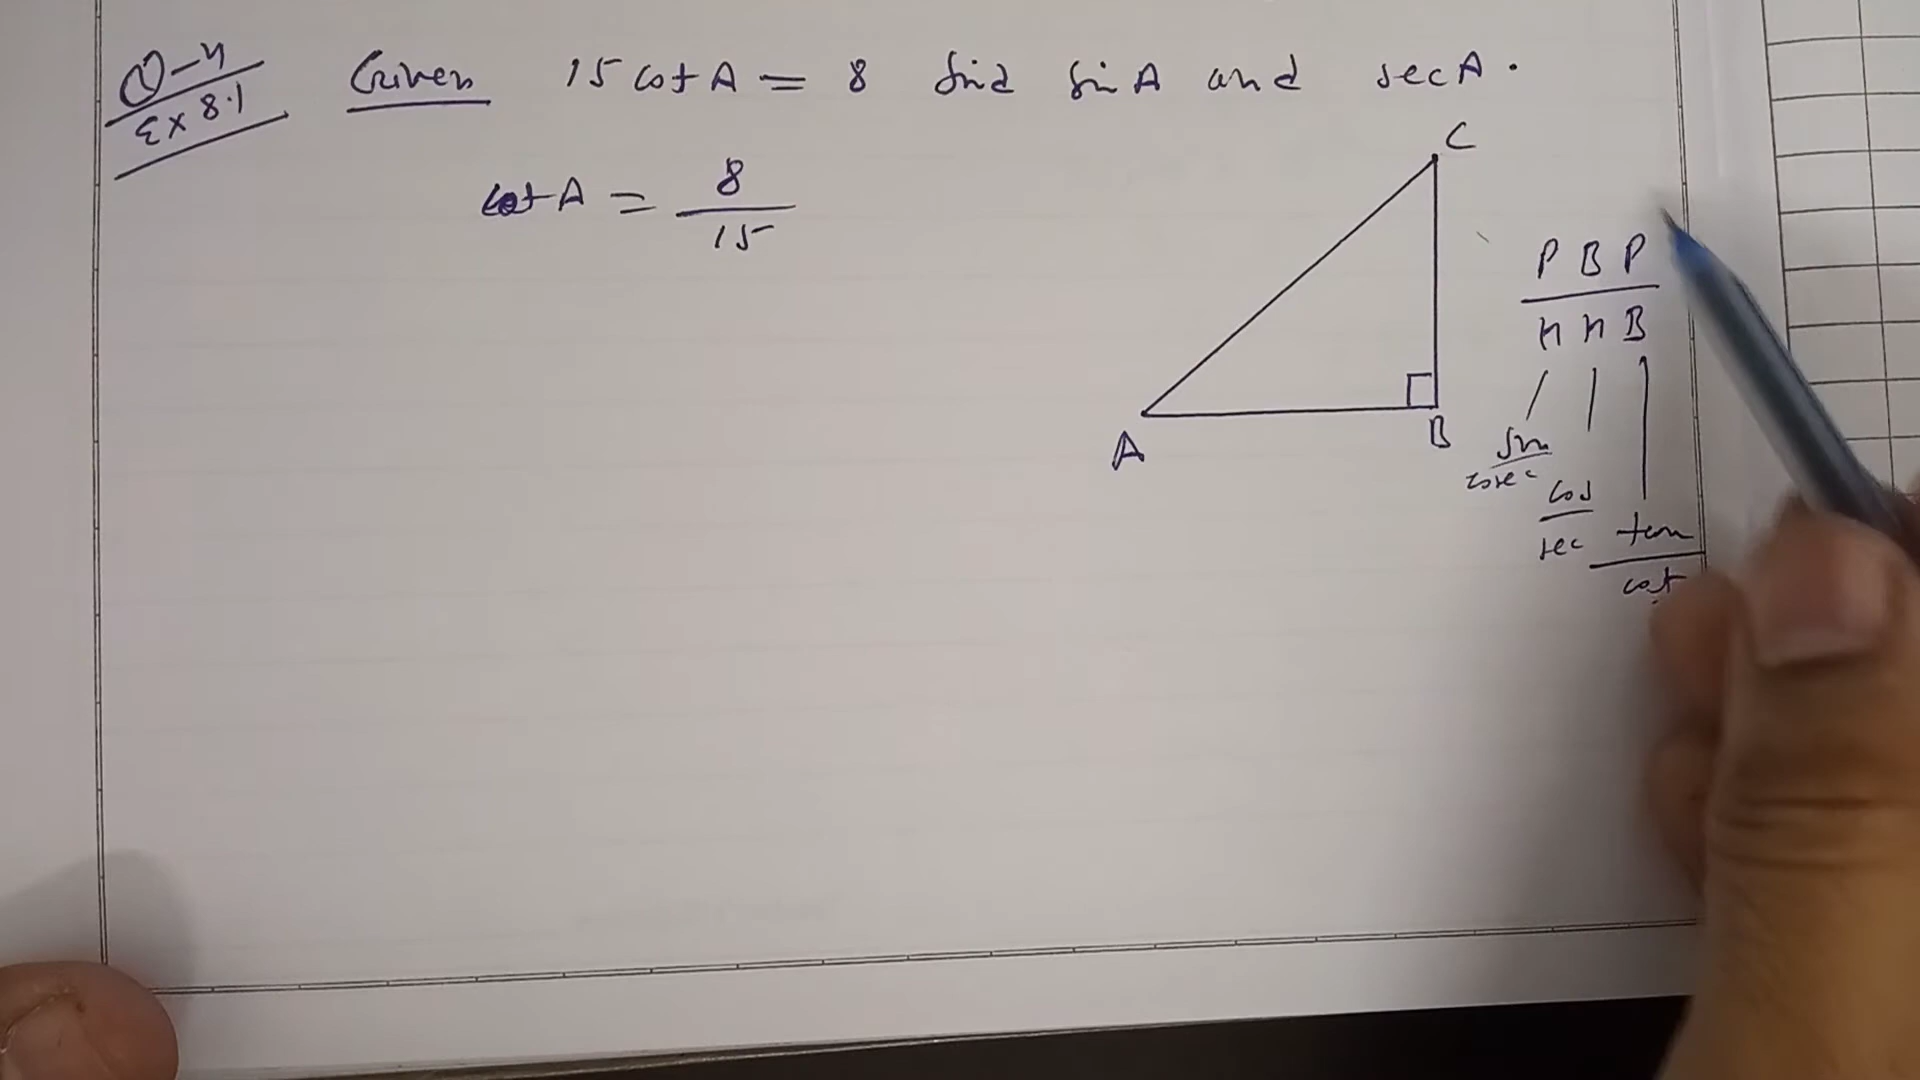 Q-4 Given 15 cot A = 8 find sin A and sec A.
Ex 8.1
cot A = 8
15
C
A
B
P B P
H H B
sin
cosec
cos
sec
tan
cot